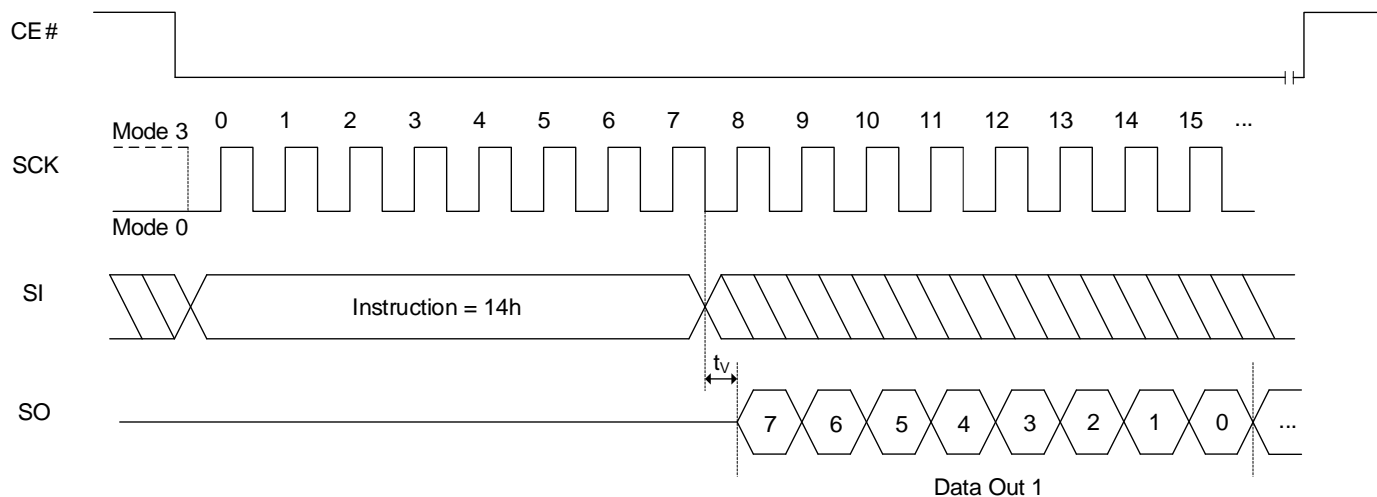 CE#
Mode 3 0 1 2 3 4 5 6 7 8 9 10 11 12 13 14 15 ...
SCK
Mode 0
SI Instruction = 14h
tV
SO 7 6 5 4 3 2 1 0 ...
Data Out 1